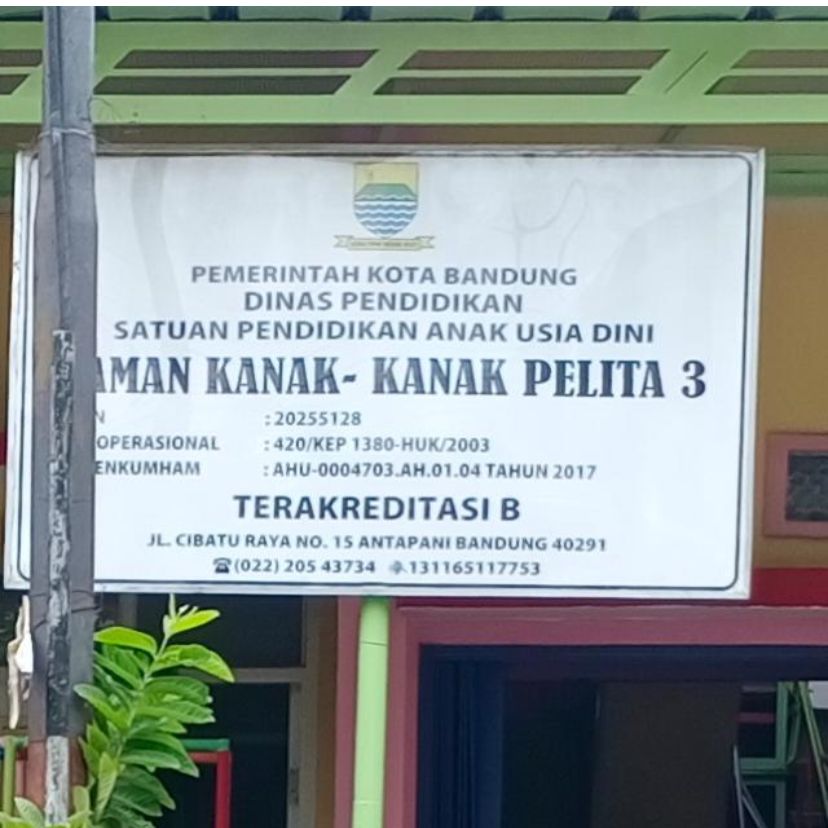 PEMERINTAH KOTA BANDUNG
DINAS PENDIDIKAN
SATUAN PENDIDIKAN ANAK USIA DINI
AMAN KANAK- KANAK PELITA 3
N : 20255128
OPERASIONAL : 420/KEP 1380-HUK/2003
ENKUMHAM : AHU-0004703.AH.01.04 TAHUN 2017
TERAKREDITASI B
JL. CIBATU RAYA NO. 15 ANTAPANI BANDUNG 40291
☎(022) 205 43734 131165117753